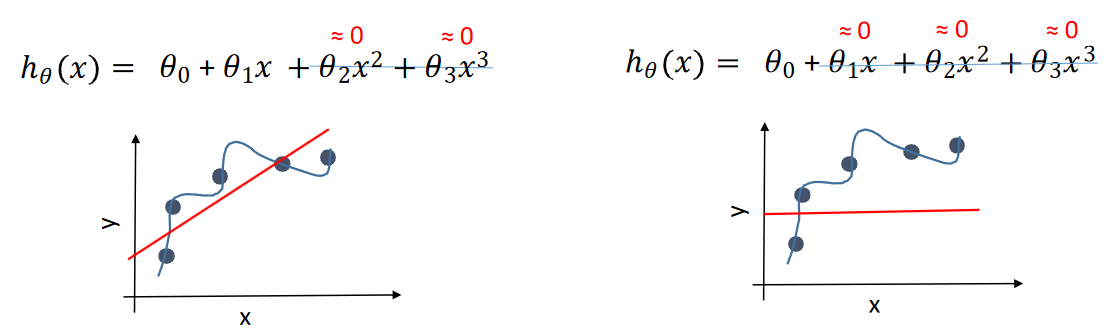 ≈ 0 ≈ 0
hθ(x) = θ0 + θ1x + θ2x² + θ3x³
y
x
≈ 0 ≈ 0 ≈ 0
hθ(x) = θ0 + θ1x + θ2x² + θ3x³
y
x